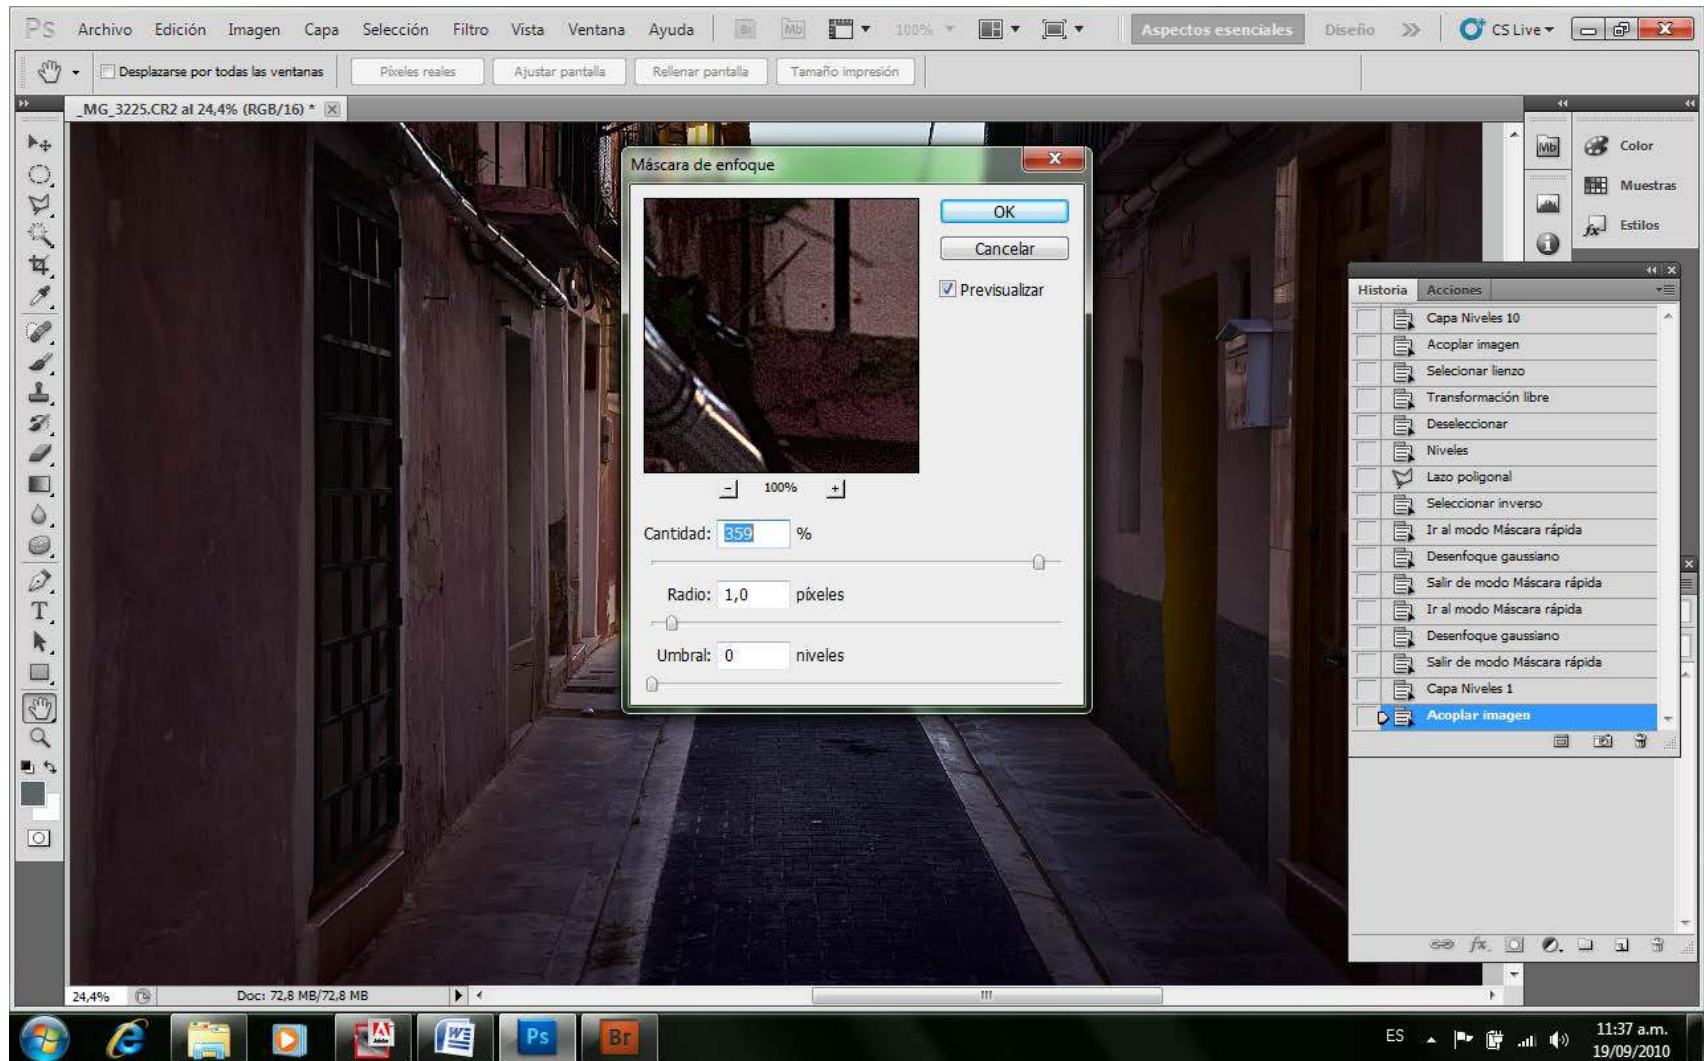 Ps Archivo Edición Imagen Capa Selección Filtro Vista Ventana Ayuda Br Mb 100% Aspectos esenciales Diseño CS Live
Desplazarse por todas las ventanas Píxeles reales Ajustar pantalla Rellenar pantalla Tamaño impresión
_MG_3225.CR2 al 24,4% (RGB/16) *
Máscara de enfoque
OK
Cancelar
Previsualizar
100%
Cantidad: 359 %
Radio: 1,0 píxeles
Umbral: 0 niveles
Mb
Color
Muestras
Estilos
Historia Acciones
Capa Niveles 10
Acoplar imagen
Selecionar lienzo
Transformación libre
Deseleccionar
Niveles
Lazo poligonal
Seleccionar inverso
Ir al modo Máscara rápida
Desenfoque gaussiano
Salir de modo Máscara rápida
Ir al modo Máscara rápida
Desenfoque gaussiano
Salir de modo Máscara rápida
Capa Niveles 1
Acoplar imagen
24,4% Doc: 72,8 MB/72,8 MB
Adobe
Ps
Br
ES
11:37 a.m.
19/09/2010